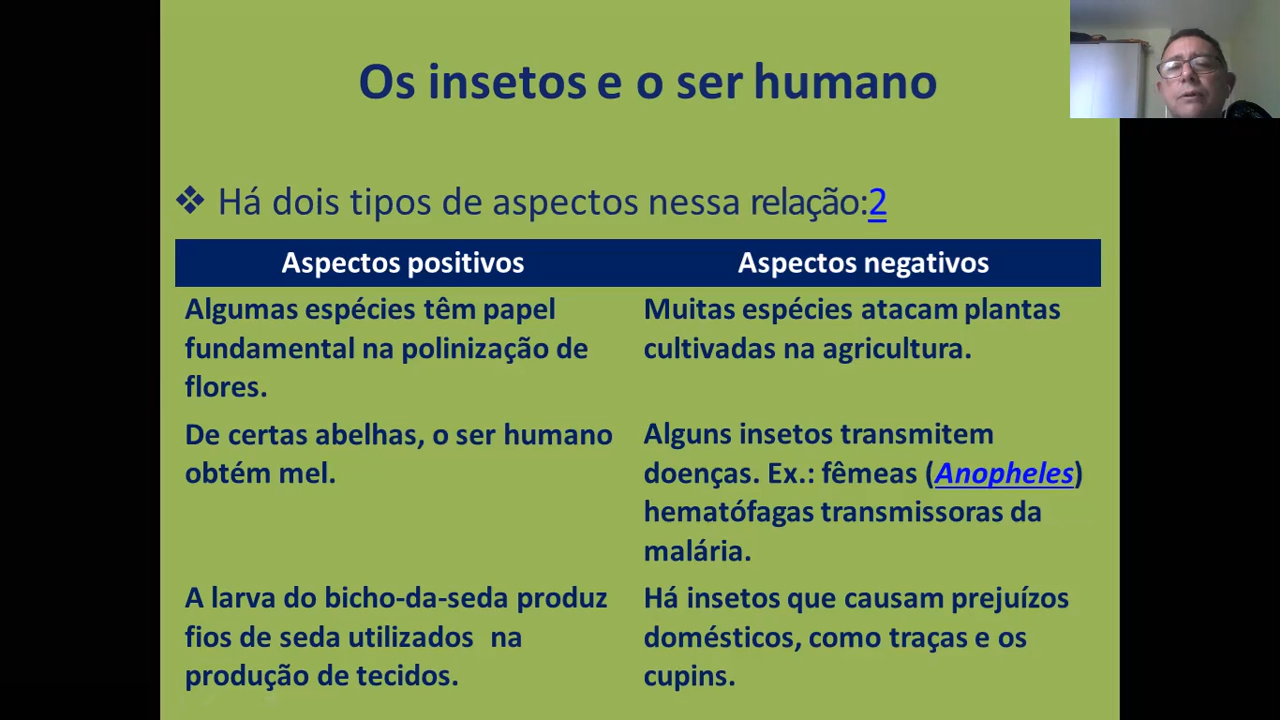 Os insetos e o ser humano
❖ Há dois tipos de aspectos nessa relação:2
Aspectos positivos
Aspectos negativos
Algumas espécies têm papel
fundamental na polinização de
flores.
Muitas espécies atacam plantas
cultivadas na agricultura.
De certas abelhas, o ser humano
obtém mel.
Alguns insetos transmitem
doenças. Ex.: fêmeas (Anopheles)
hematófagas transmissoras da
malária.
A larva do bicho-da-seda produz
fios de seda utilizados na
produção de tecidos.
Há insetos que causam prejuízos
domésticos, como traças e os
cupins.